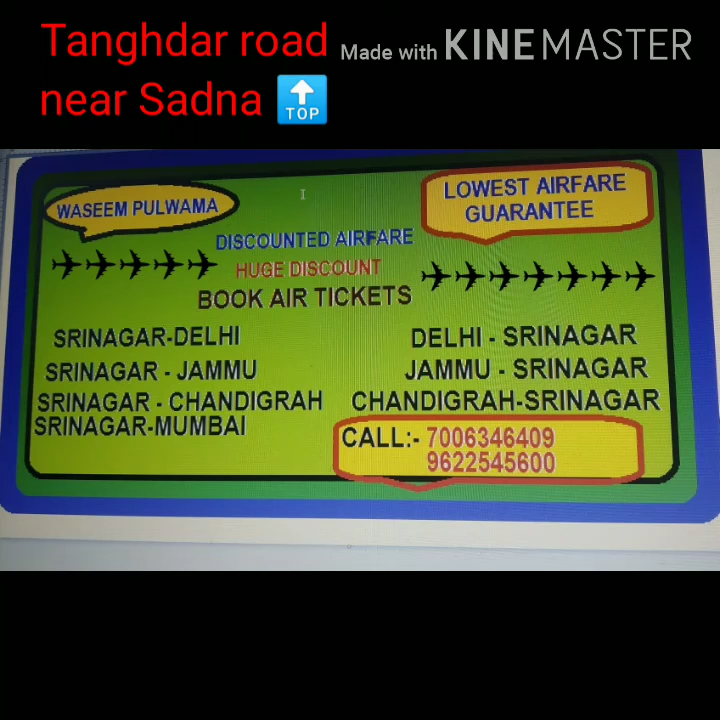 Tanghdar road
near Sadna 🔝
Made with KINEMASTER
WASEEM PULWAMA
LOWEST AIRFARE
GUARANTEE
DISCOUNTED AIRFARE
HUGE DISCOUNT
BOOK AIR TICKETS
SRINAGAR-DELHI
DELHI - SRINAGAR
SRINAGAR - JAMMU
JAMMU - SRINAGAR
SRINAGAR - CHANDIGRAH
CHANDIGRAH-SRINAGAR
SRINAGAR-MUMBAI
CALL:- 7006346409
9622545600